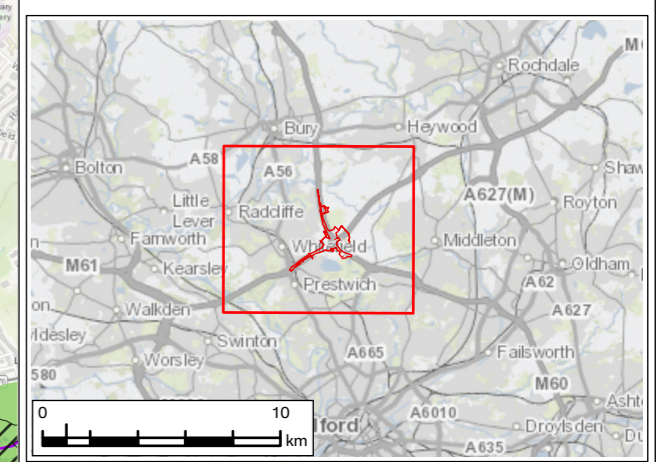 Rochdale
Bury
Heywood
Bolton
A58
A56
A627(M)
Shaw
Little
Lever
Radcliffe
Royton
Farnworth
Whitefield
Middleton
Oldham
M61
Kearsley
A62
Prestwich
A627
Walkden
Swinton
A665
Failsworth
Worsley
580
M60
0 10
km
A6010
Droylsden
A635